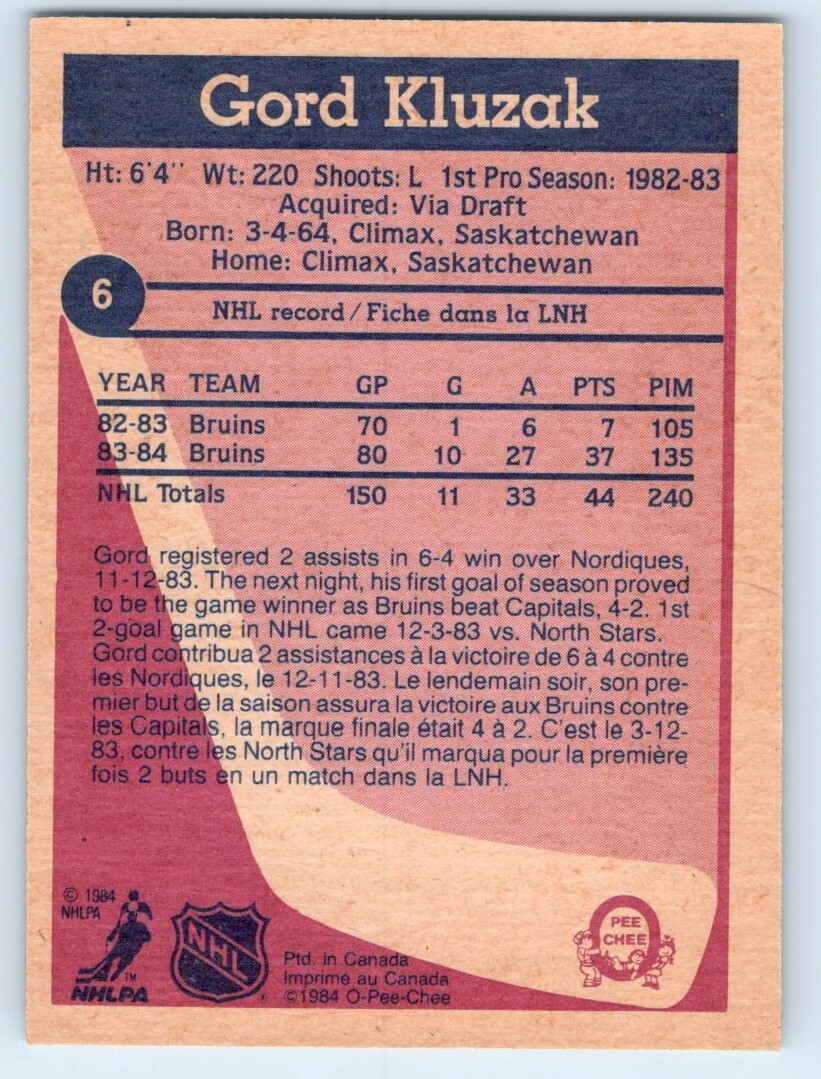 Gord Kluzak
Ht: 6'4'' Wt: 220 Shoots: L 1st Pro Season: 1982-83
Acquired: Via Draft
Born: 3-4-64, Climax, Saskatchewan
Home: Climax, Saskatchewan
6
NHL record / Fiche dans la LNH
YEAR TEAM GP G A PTS PIM
82-83 Bruins 70 1 6 7 105
83-84 Bruins 80 10 27 37 135
NHL Totals 150 11 33 44 240
Gord registered 2 assists in 6-4 win over Nordiques,
11-12-83. The next night, his first goal of season proved
to be the game winner as Bruins beat Capitals, 4-2. 1st
2-goal game in NHL came 12-3-83 vs. North Stars.
Gord contribua 2 assistances à la victoire de 6 à 4 contre
les Nordiques, le 12-11-83. Le lendemain soir, son pre-
mier but de la saison assura la victoire aux Bruins contre
les Capitals, la marque finale était 4 à 2. C'est le 3-12-
83, contre les North Stars qu'il marqua pour la première
fois 2 buts en un match dans la LNH.
© 1984
NHLPA
TM
NHLPA
NHL
®
Ptd. in Canada
Imprimé au Canada
©1984 O-Pee-Chee
O
PEE
CHEE